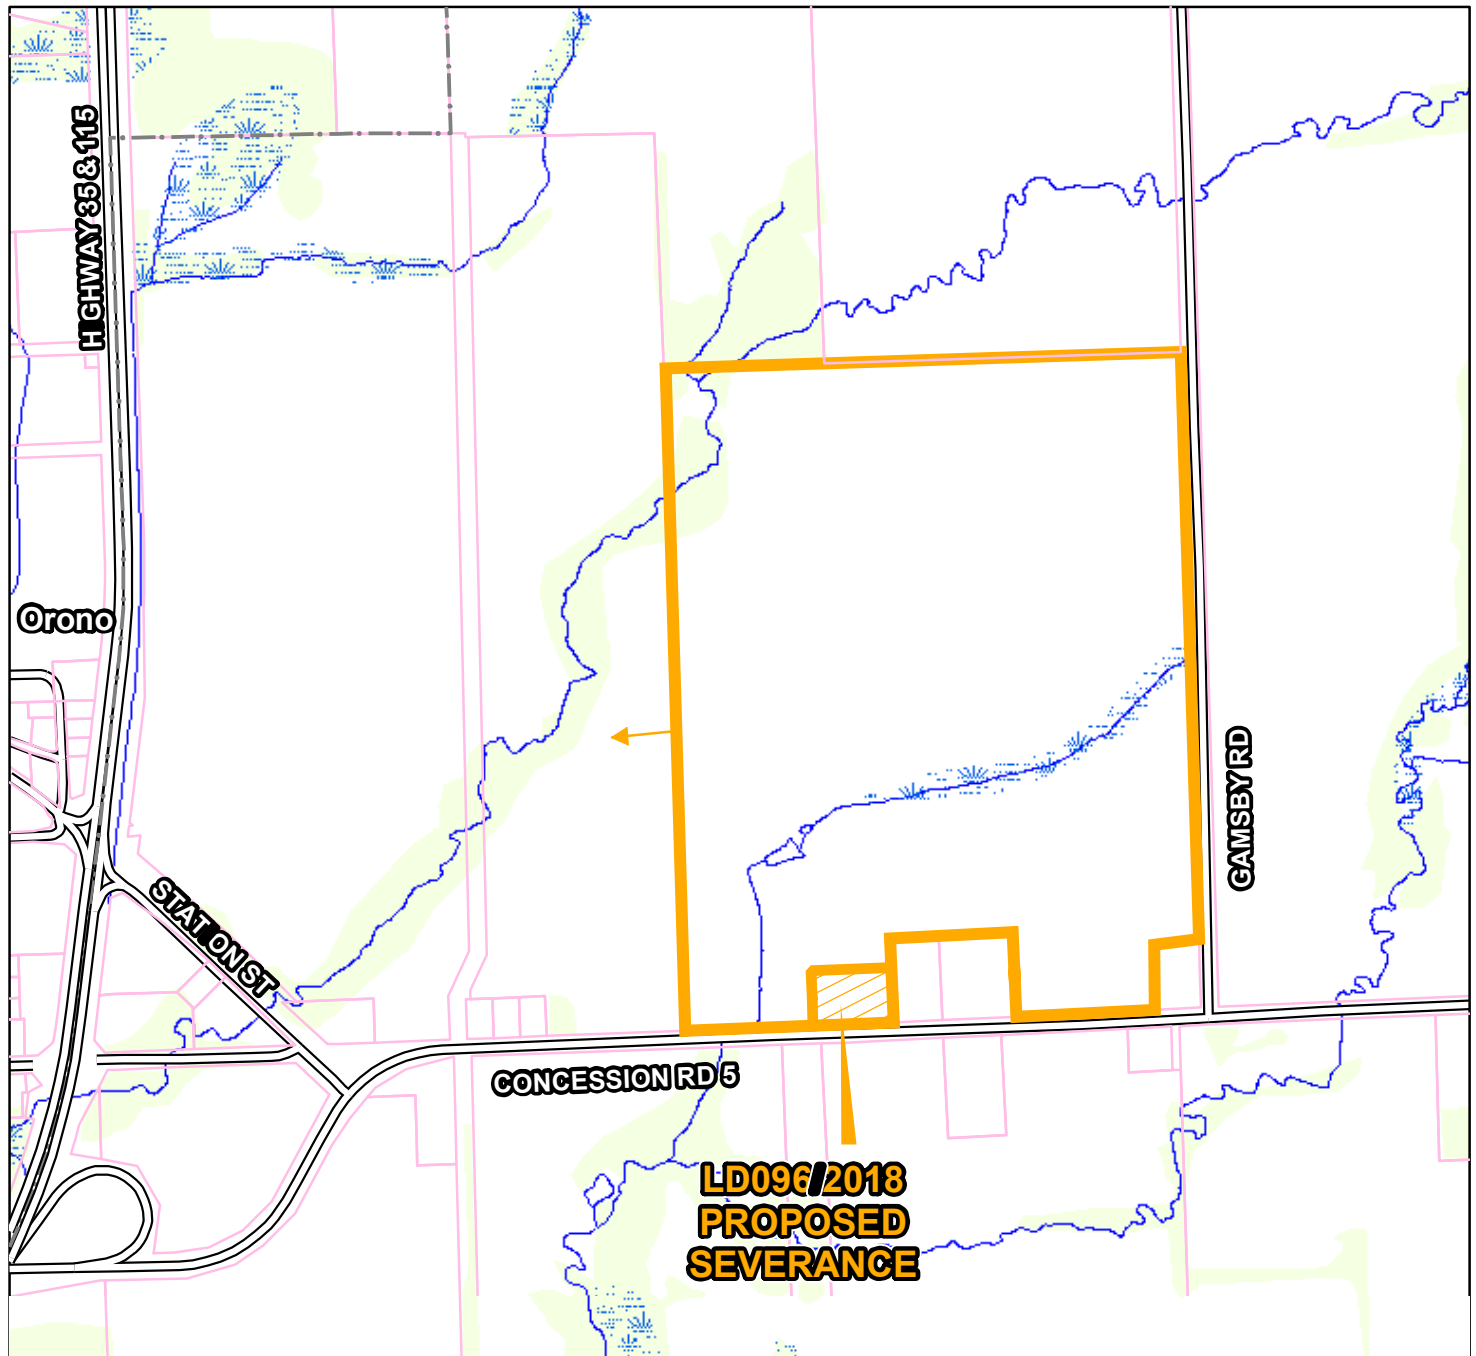 HIGHWAY 35 & 115
Orono
GAMSBY RD
STATION ST
CONCESSION RD 5
LD096/2018
PROPOSED
SEVERANCE